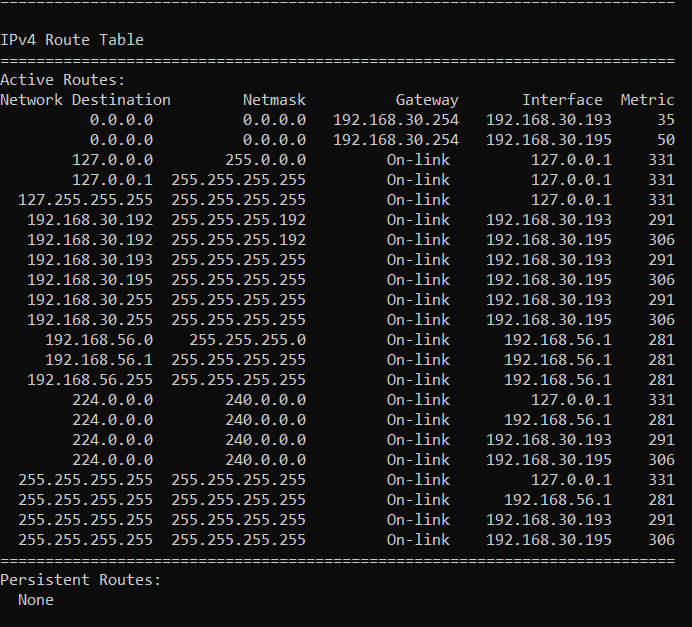 ===========================================================================
IPv4 Route Table
===========================================================================
Active Routes:
Network Destination        Netmask          Gateway       Interface  Metric
          0.0.0.0          0.0.0.0   192.168.30.254   192.168.30.193     35
          0.0.0.0          0.0.0.0   192.168.30.254   192.168.30.195     50
        127.0.0.0        255.0.0.0         On-link         127.0.0.1    331
        127.0.0.1  255.255.255.255         On-link         127.0.0.1    331
  127.255.255.255  255.255.255.255         On-link         127.0.0.1    331
   192.168.30.192  255.255.255.192         On-link    192.168.30.193    291
   192.168.30.192  255.255.255.192         On-link    192.168.30.195    306
   192.168.30.193  255.255.255.255         On-link    192.168.30.193    291
   192.168.30.195  255.255.255.255         On-link    192.168.30.195    306
   192.168.30.255  255.255.255.255         On-link    192.168.30.193    291
   192.168.30.255  255.255.255.255         On-link    192.168.30.195    306
     192.168.56.0    255.255.255.0         On-link      192.168.56.1    281
     192.168.56.1  255.255.255.255         On-link      192.168.56.1    281
   192.168.56.255  255.255.255.255         On-link      192.168.56.1    281
        224.0.0.0        240.0.0.0         On-link         127.0.0.1    331
        224.0.0.0        240.0.0.0         On-link      192.168.56.1    281
        224.0.0.0        240.0.0.0         On-link    192.168.30.193    291
        224.0.0.0        240.0.0.0         On-link    192.168.30.195    306
  255.255.255.255  255.255.255.255         On-link         127.0.0.1    331
  255.255.255.255  255.255.255.255         On-link      192.168.56.1    281
  255.255.255.255  255.255.255.255         On-link    192.168.30.193    291
  255.255.255.255  255.255.255.255         On-link    192.168.30.195    306
===========================================================================
Persistent Routes:
  None